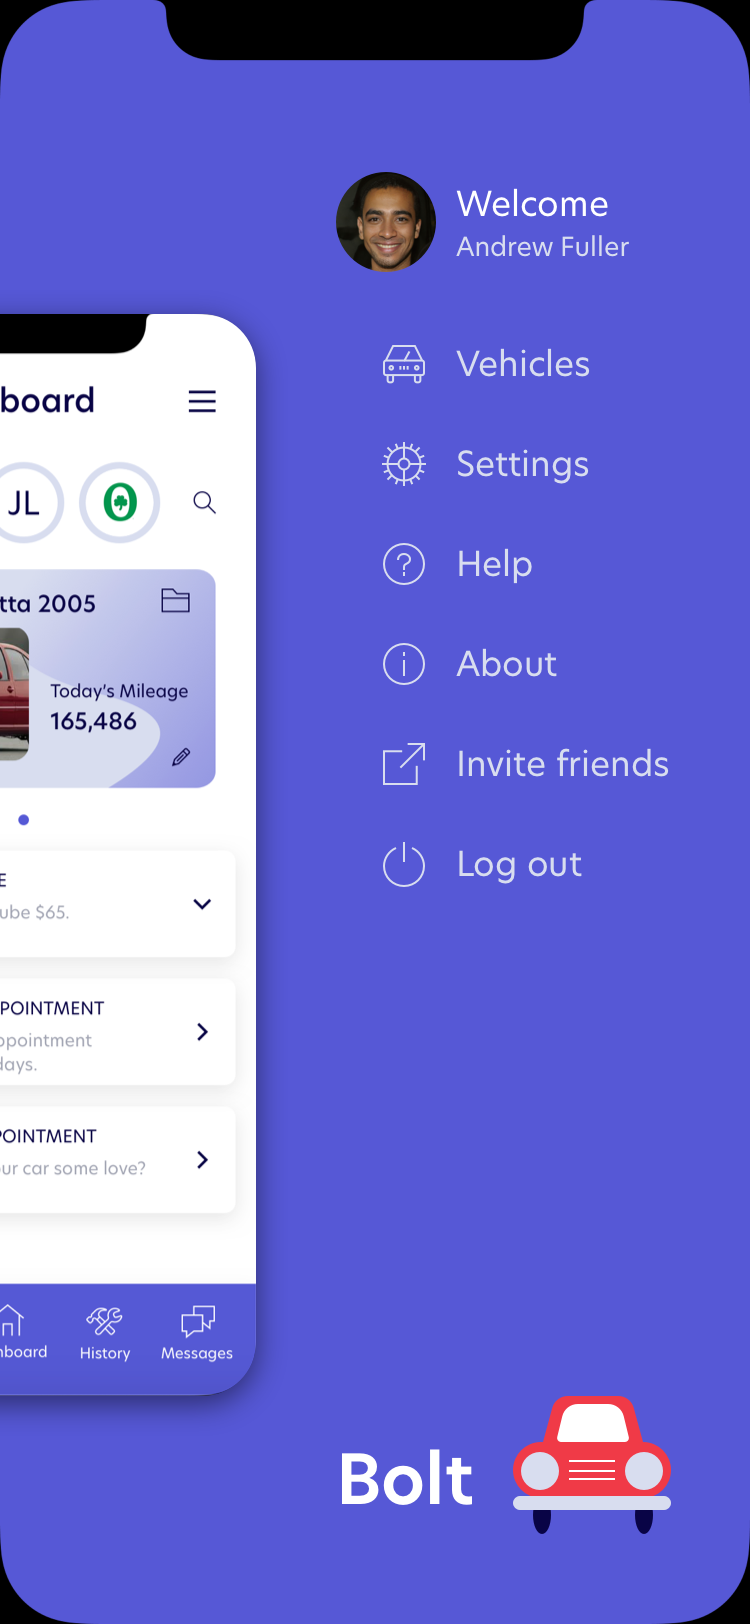 Welcome
Andrew Fuller
Vehicles
Settings
Help
About
Invite friends
Log out
board
JL
tta 2005
Today's Mileage
165,486
E
ube $65.
POINTMENT
ppointment
days.
POINTMENT
ur car some love?
nboard
History
Messages
Bolt